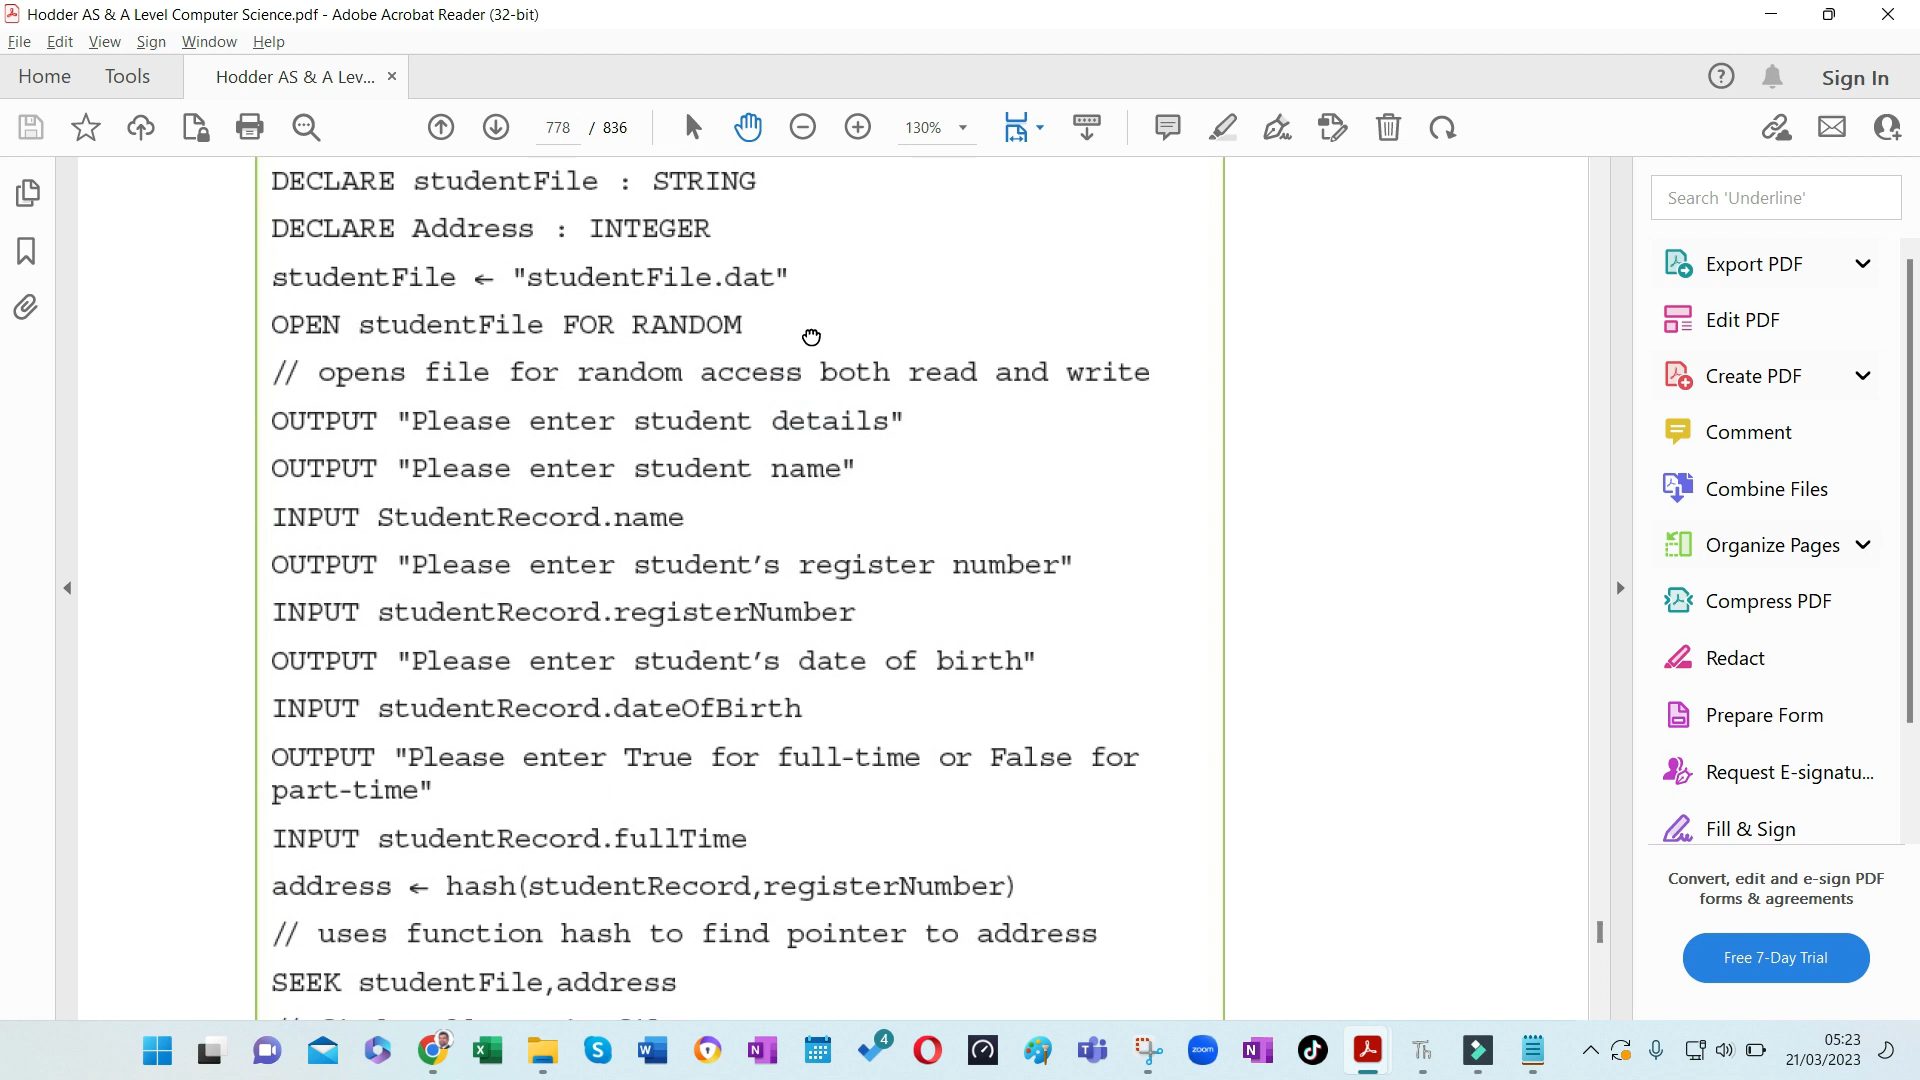 Hodder AS & A Level Computer Science.pdf - Adobe Acrobat Reader (32-bit)
File Edit View Sign Window Help
Home Tools Hodder AS & A Lev... × Sign In
778 / 836 130%
DECLARE studentFile : STRING
DECLARE Address : INTEGER
studentFile ← "studentFile.dat"
OPEN studentFile FOR RANDOM
// opens file for random access both read and write
OUTPUT "Please enter student details"
OUTPUT "Please enter student name"
INPUT StudentRecord.name
OUTPUT "Please enter student’s register number"
INPUT studentRecord.registerNumber
OUTPUT "Please enter student’s date of birth"
INPUT studentRecord.dateOfBirth
OUTPUT "Please enter True for full-time or False for
part-time"
INPUT studentRecord.fullTime
address ← hash(studentRecord,registerNumber)
// uses function hash to find pointer to address
SEEK studentFile,address
Search 'Underline'
Export PDF
Edit PDF
Create PDF
Comment
Combine Files
Organize Pages
Compress PDF
Redact
Prepare Form
Request E-signatu...
Fill & Sign
Convert, edit and e-sign PDF
forms & agreements
Free 7-Day Trial
4
zoom
05:23
21/03/2023